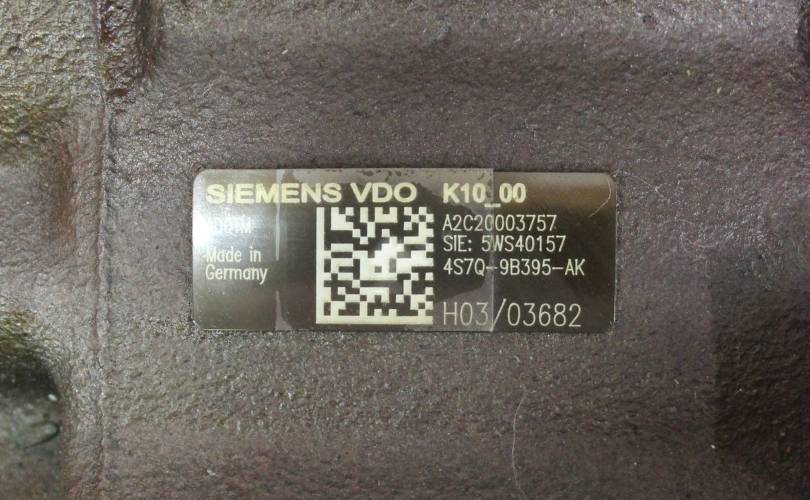 SIEMENS VDO K10_00
A2C20003757
Made in
Germany
SIE: 5WS40157
4S7Q-9B395-AK
H03/03682